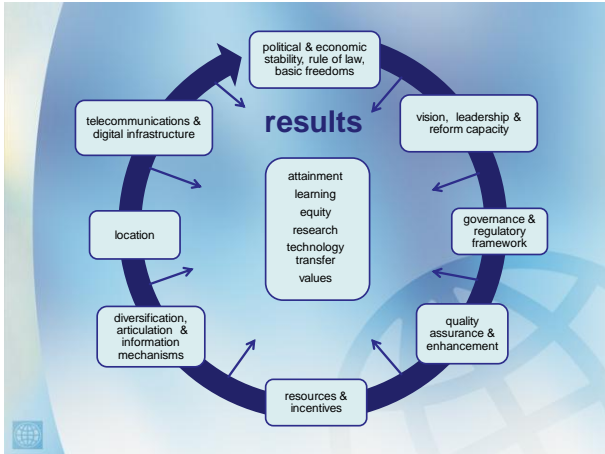 political & economic
stability, rule of law,
basic freedoms
telecommunications &
digital infrastructure
results
vision, leadership &
reform capacity
attainment
learning
equity
research
technology
transfer
values
location
governance &
regulatory
framework
diversification,
articulation &
information
mechanisms
quality
assurance &
enhancement
resources &
incentives